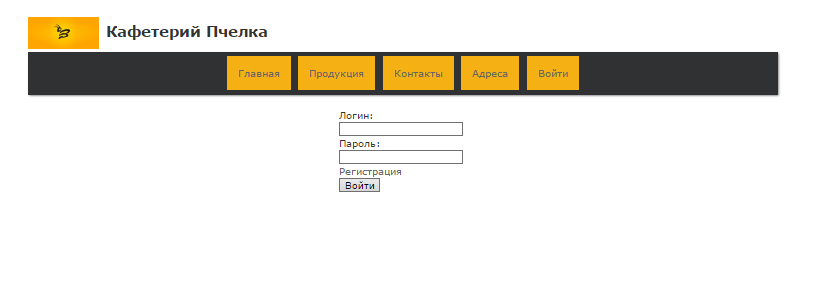 Кафетерий Пчелка
Главная Продукция Контакты Адреса Войти
Логин:
Пароль:
Регистрация
Войти